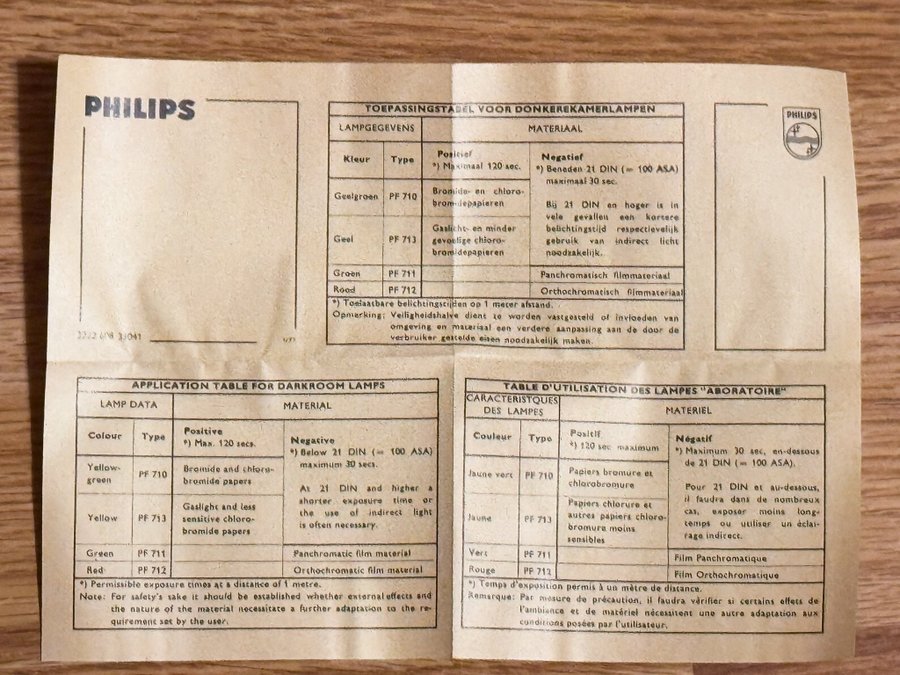 PHILIPS
PHILIPS
TOEPASSINGSTABEL VOOR DONKEREKAMERLAMPEN
LAMPGEGEVENS MATERIAAL
Kleur Type Positief
*) Maximaal 120 sec.
Negatief
*) Beneden 21 DIN (= 100 ASA)
maximaal 30 sec.
Bij 21 DIN en hoger is in
vele gevallen een kortere
belichtingstijd respectievelijk
gebruik van indirect licht
noodzakelijk.
Geelgroen PF 710 Bromide- en chloro-
bromidepapieren
Geel PF 713 Gaslicht- en minder
gevoelige chloro-
bromidepapieren
Groen PF 711 Panchromatisch filmmateriaal
Rood PF 712 Orthochromatisch filmmateriaal
*) Toelaatbare belichtingstijden op 1 meter afstand.
Opmerking: Veiligheidshalve dient te worden vastgesteld of invloeden van
omgeving en materiaal een verdere aanpassing aan de door de
verbruiker gestelde eisen noodzakelijk maken.
33041
APPLICATION TABLE FOR DARKROOM LAMPS
LAMP DATA MATERIAL
Colour Type Positive
*) Max. 120 secs.
Negative
*) Below 21 DIN (= 100 ASA)
maximum 30 secs.
At 21 DIN and higher a
shorter exposure time or
the use of indirect light
is often necessary.
Yellow-
green PF 710 Bromide and chloro-
bromide papers
Yellow PF 713 Gaslight and less
sensitive chloro-
bromide papers
Green PF 711 Panchromatic film material
Red PF 712 Orthochromatic film material
*) Permissible exposure times at a distance of 1 metre.
Note: For safety's take it should be established whether external effects and
the nature of the material necessitate a further adaptation to the re-
quirement set by the user.
TABLE D'UTILISATION DES LAMPES "ABORATOIRE"
CARACTERISTQUES
DES LAMPES MATERIEL
Couleur Type Positif
*) 120 sec maximum
Négatif
*) Maximum 30 sec, en-dessous
de 21 DIN (= 100 ASA).
Pour 21 DIN et au-dessous,
il faudra dans de nombreux
cas, exposer moins long-
temps ou utiliser un éclai-
rage indirect.
Jaune vert PF 710 Papiers bromure et
chlorobromure
Jaune PF 713 Papiers chlorure et
autres papiers chloro-
bromure moins
sensibles
Vert PF 711 Film Panchromatique
Rouge PF 712 Film Orthochromatique
*) Temps d'exposition permis à un mètre de distance.
Remarque: Par mesure de précaution, il faudra vérifier si certains effets de
l'ambiance et de matériel nécessitent une autre adaptation aux
conditions posées par l'utilisateur.